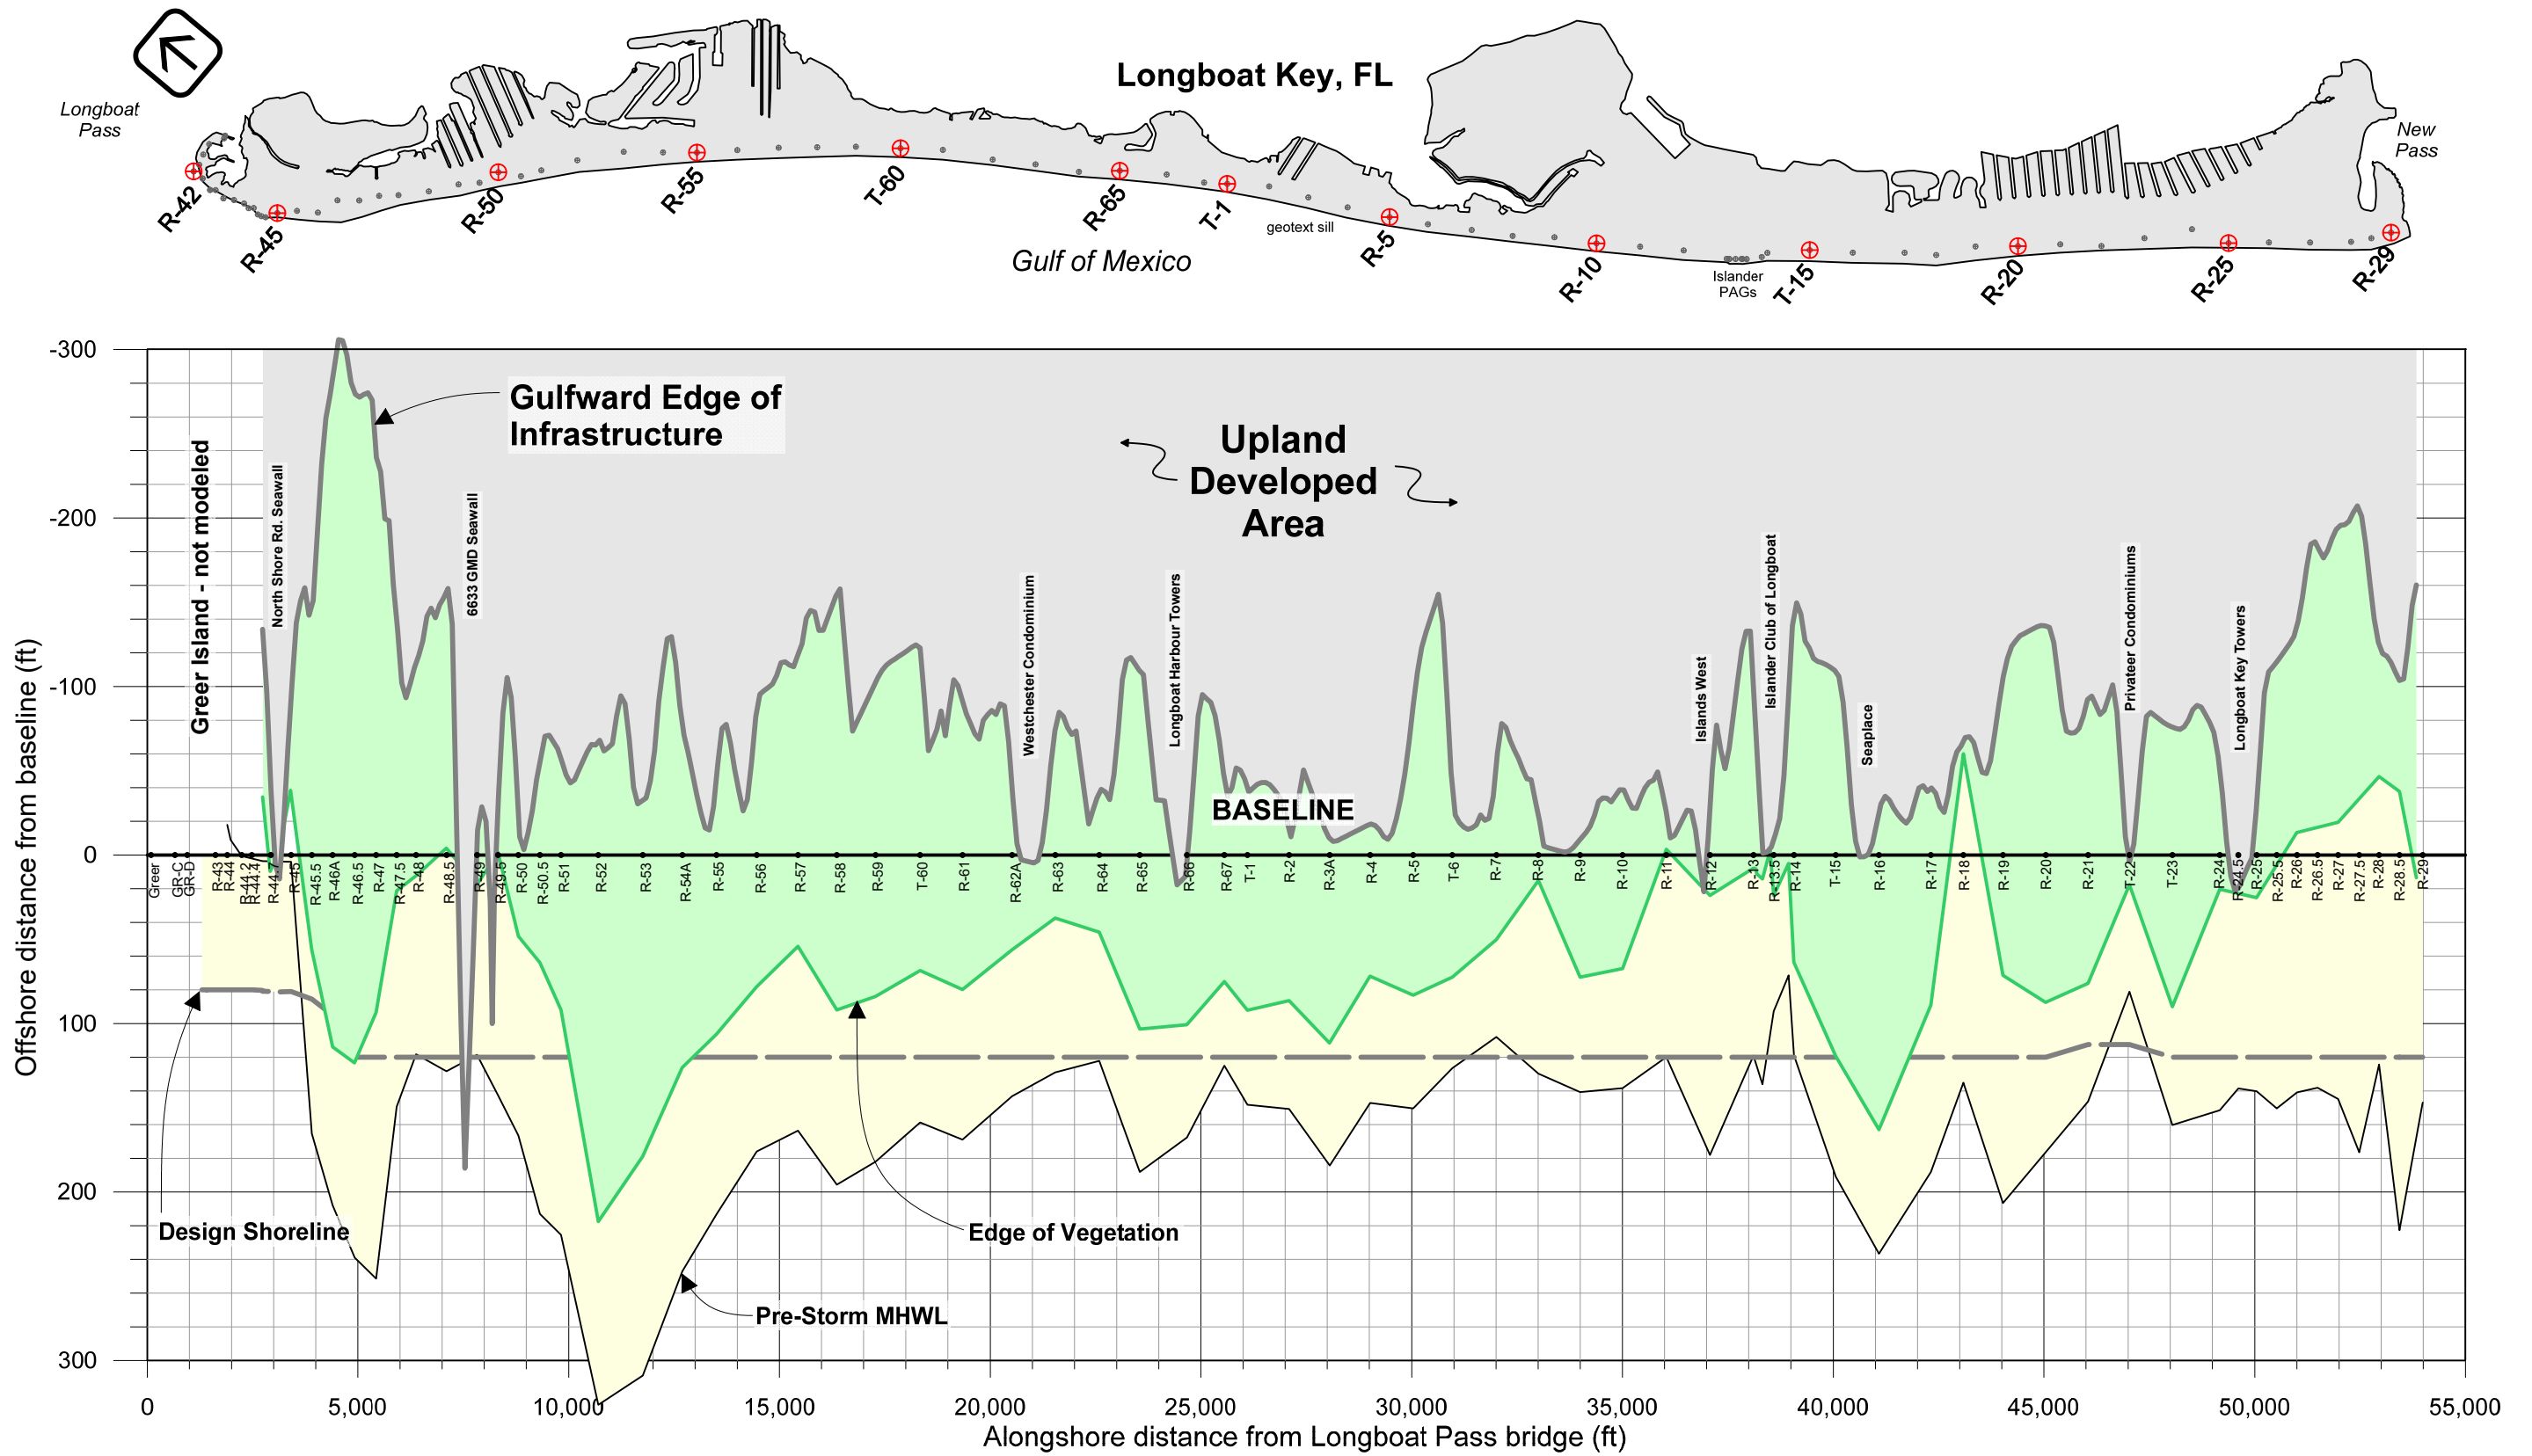 Longboat
Pass
Longboat Key, FL
New
Pass
R-42
R-45
R-50
R-55
T-60
R-65
T-1
geotext sill
R-5
R-10
Islander
PAGs
T-15
R-20
R-25
R-29
Gulf of Mexico
-300
-200
-100
0
100
200
300
Offshore distance from baseline (ft)
Gulfward Edge of
Infrastructure
Upland
Developed
Area
Greer Island - not modeled
North Shore Rd. Seawall
6633 GMD Seawall
Westchester Condominium
Longboat Harbour Towers
Islands West
Islander Club of Longboat
Seaplace
Privateer Condominiums
Longboat Key Towers
BASELINE
Greer
GR-C
GR-D
R-43
R-44
R-44.2
R-44.4
R-45
R-45.5
R-46A
R-46.5
R-47
R-47.5
R-48
R-48.5
R-49
R-49.5
R-50
R-50.5
R-51
R-52
R-53
R-54A
R-55
R-56
R-57
R-58
R-59
T-60
R-61
R-62A
R-63
R-64
R-65
R-66
R-67
T-1
R-2
R-3A
R-4
R-5
T-6
R-7
R-8
R-9
R-10
R-11
R-12
R-13
R-13.5
R-14
T-15
R-16
R-17
R-18
R-19
R-20
R-21
T-22
T-23
R-24
R-24.5
R-25
R-25.5
R-26
R-26.5
R-27
R-27.5
R-28
R-28.5
R-29
Design Shoreline
Edge of Vegetation
Pre-Storm MHWL
0
5,000
10,000
15,000
20,000
25,000
30,000
35,000
40,000
45,000
50,000
55,000
Alongshore distance from Longboat Pass bridge (ft)